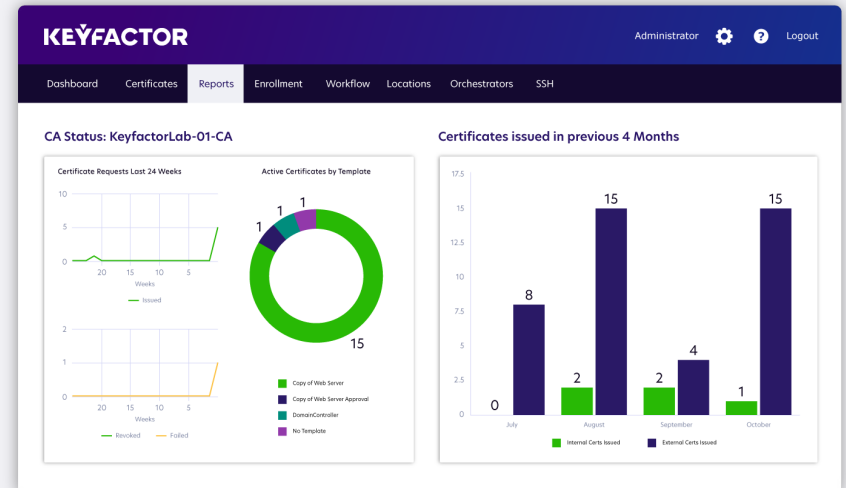 KEYFACTOR
Administrator ? Logout
Dashboard Certificates Reports Enrollment Workflow Locations Orchestrators SSH
CA Status: KeyfactorLab-01-CA
Certificate Requests Last 24 Weeks
10
5
0
20 15 10 5
Weeks
Issued
2
1
0
20 15 10 5
Weeks
Revoked Failed
Active Certificates by Template
1
1
1
15
Copy of Web Server
Copy of Web Server Approval
DomainController
No Template
Certificates issued in previous 4 Months
17.5
15
12.5
10
7.5
5
2.5
0
0 8 2 15 2 4 1 15
July August September October
Internal Certs Issued External Certs Issued